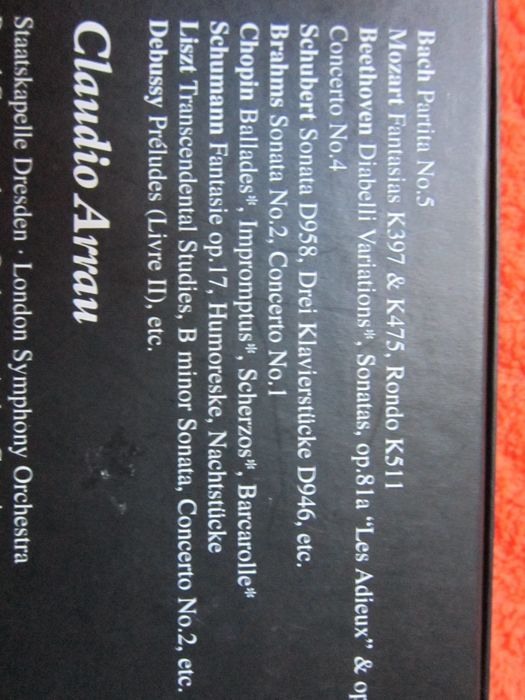 Bach Partita No.5
Mozart Fantasias K397 & K475, Rondo K511
Beethoven Diabelli Variations*, Sonatas, op.81a “Les Adieux” & op
Concerto No.4
Schubert Sonata D958, Drei Klavierstücke D946, etc.
Brahms Sonata No.2, Concerto No.1
Chopin Ballades*, Impromptus*, Scherzos*, Barcarolle*
Schumann Fantasie op.17, Humoreske, Nachtstücke
Liszt Transcendental Studies, B minor Sonata, Concerto No.2, etc.
Debussy Préludes (Livre II), etc.
Claudio Arrau
Staatskapelle Dresden · London Symphony Orchestra